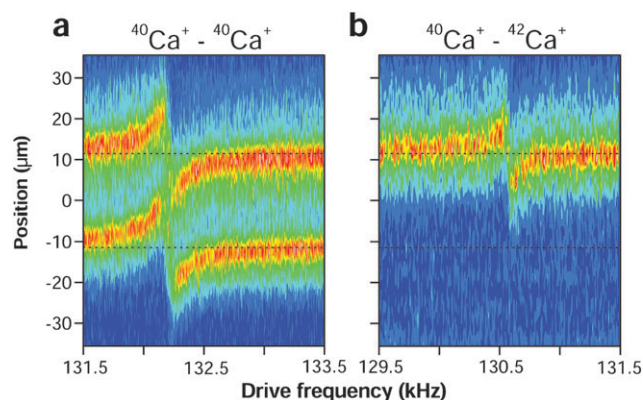 a
⁴⁰Ca⁺ - ⁴⁰Ca⁺
b
⁴⁰Ca⁺ - ⁴²Ca⁺
Position (μm)
30
20
10
0
-10
-20
-30
131.5 132.5 133.5
129.5 130.5 131.5
Drive frequency (kHz)